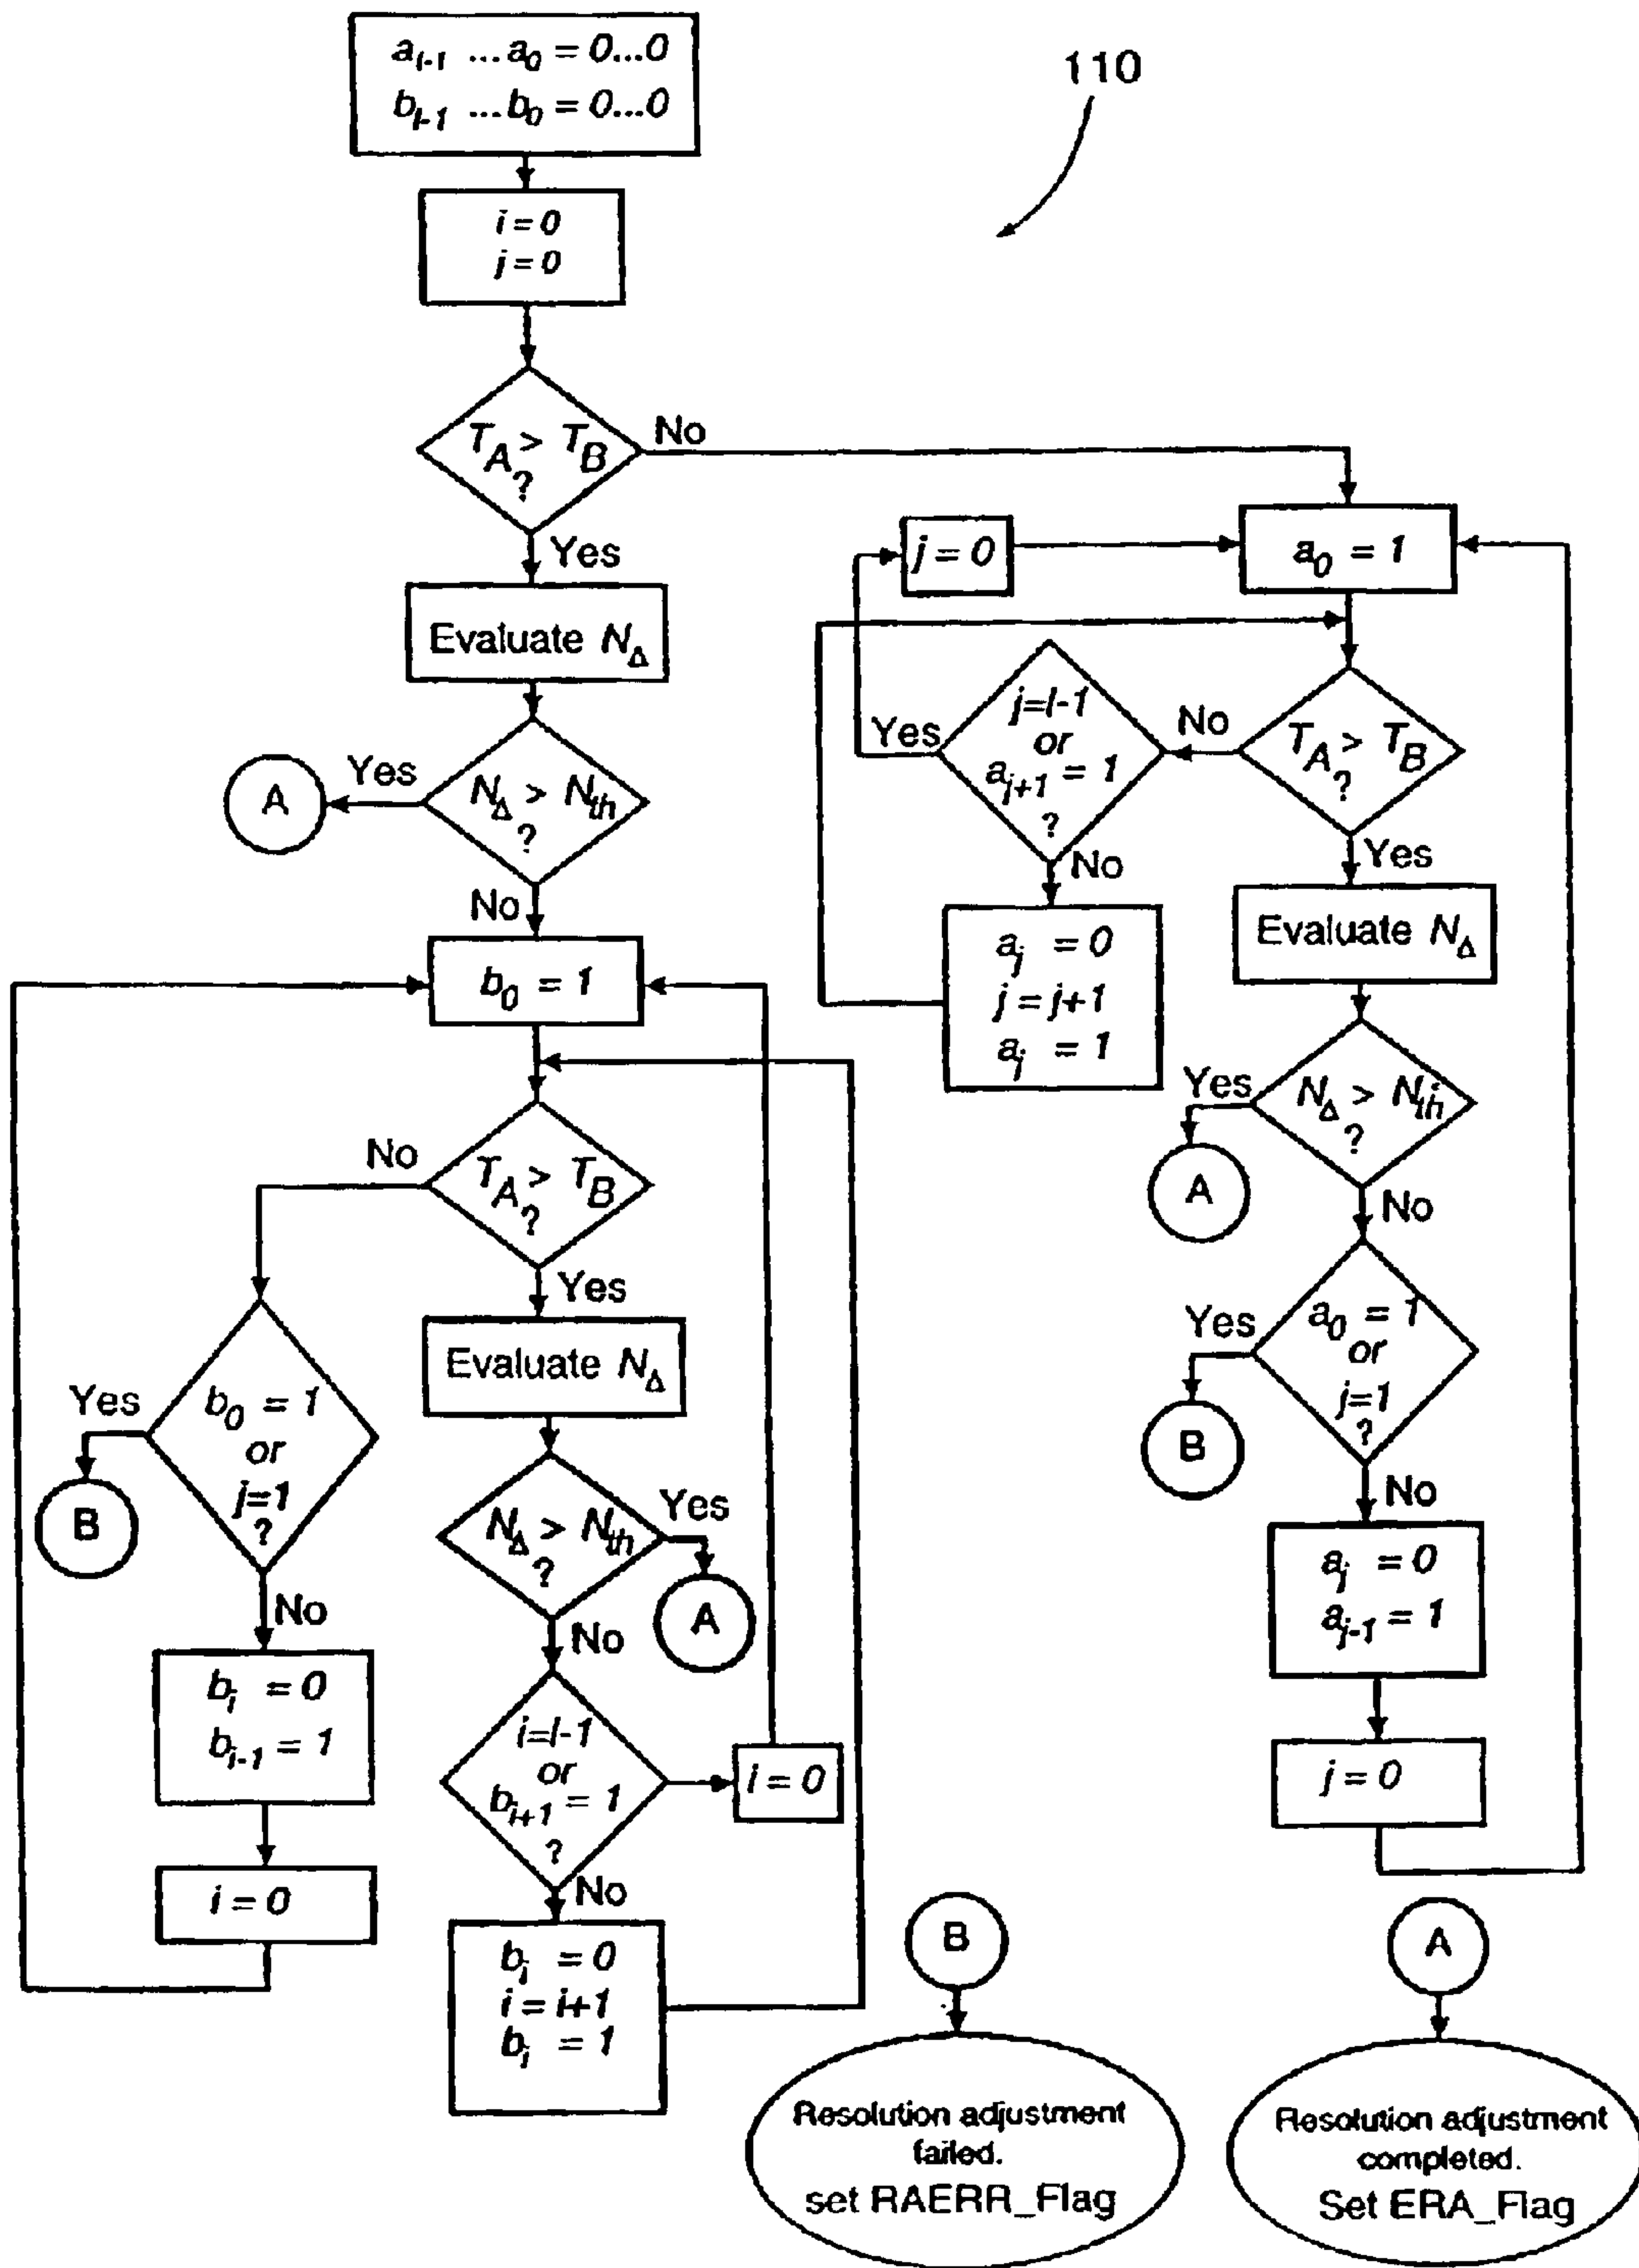 a_{l-1} ...a_0 = 0...0
b_{l-1} ...b_0 = 0...0
110
i = 0
j = 0
T_A > T_B
?
No
Yes
Evaluate N_Δ
N_Δ > N_th
?
Yes
A
No
b_0 = 1
T_A > T_B
?
No
Yes
b_0 = 1
or
j=1
?
Yes
B
No
b_i = 0
b_{i-1} = 1
i = 0
Evaluate N_Δ
N_Δ > N_th
?
Yes
A
No
i=l-1
or
b_{i+1} = 1
?
i = 0
No
b_i = 0
i = i+1
b_i = 1
j = 0
a_0 = 1
T_A > T_B
?
No
j=l-1
or
a_{j+1} = 1
?
Yes
No
a_j = 0
j = j+1
a_j = 1
Yes
Evaluate N_Δ
N_Δ > N_th
?
Yes
A
No
a_0 = 1
or
j=1
?
Yes
B
No
a_j = 0
a_{j-1} = 1
j = 0
B
Resolution adjustment
failed.
set RAERR_Flag
A
Resolution adjustment
completed.
Set ERA_Flag